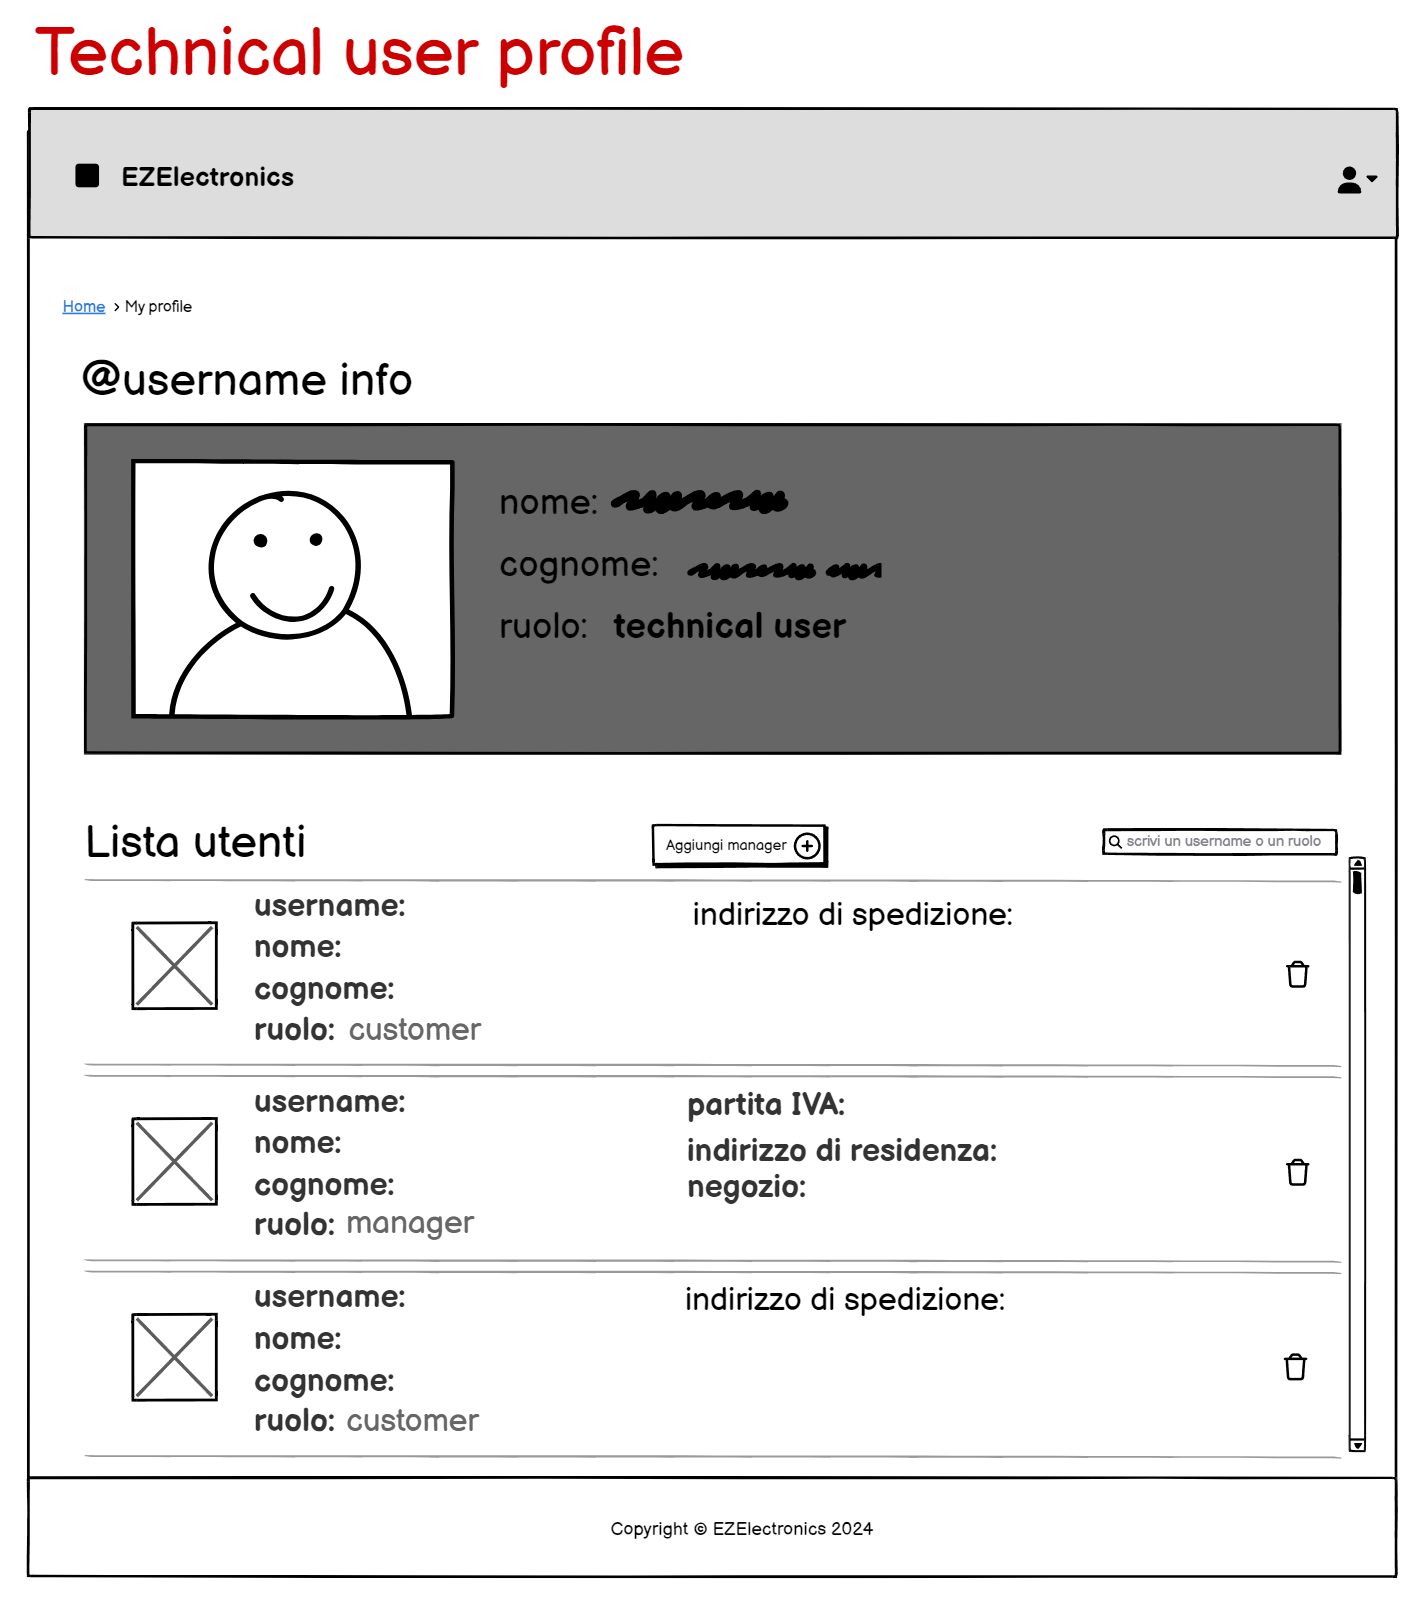 Technical user profile
EZElectronics
Home › My profile
@username info
nome:
cognome:
ruolo: technical user
Lista utenti
Aggiungi manager
scrivi un username o un ruolo
username:
nome:
cognome:
ruolo: customer
indirizzo di spedizione:
username:
nome:
cognome:
ruolo: manager
partita IVA:
indirizzo di residenza:
negozio:
username:
nome:
cognome:
ruolo: customer
indirizzo di spedizione:
Copyright © EZElectronics 2024